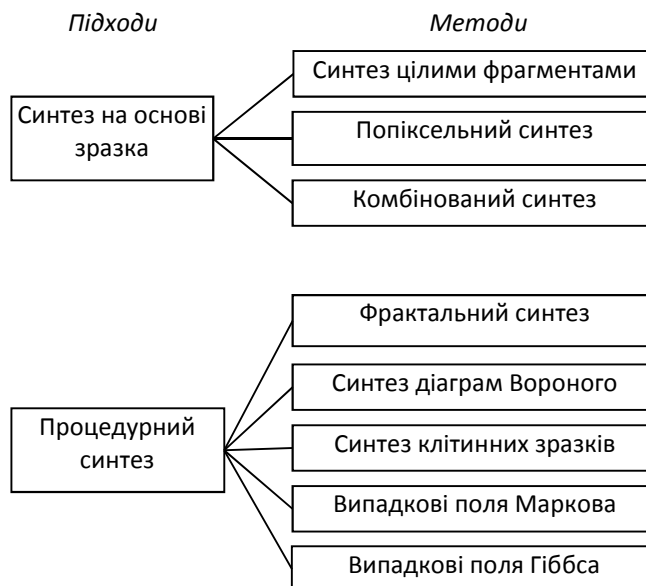 Підходи
Методи
Синтез на основі
зразка
Синтез цілими фрагментами
Попіксельний синтез
Комбінований синтез
Процедурний
синтез
Фрактальний синтез
Синтез діаграм Вороного
Синтез клітинних зразків
Випадкові поля Маркова
Випадкові поля Гіббса